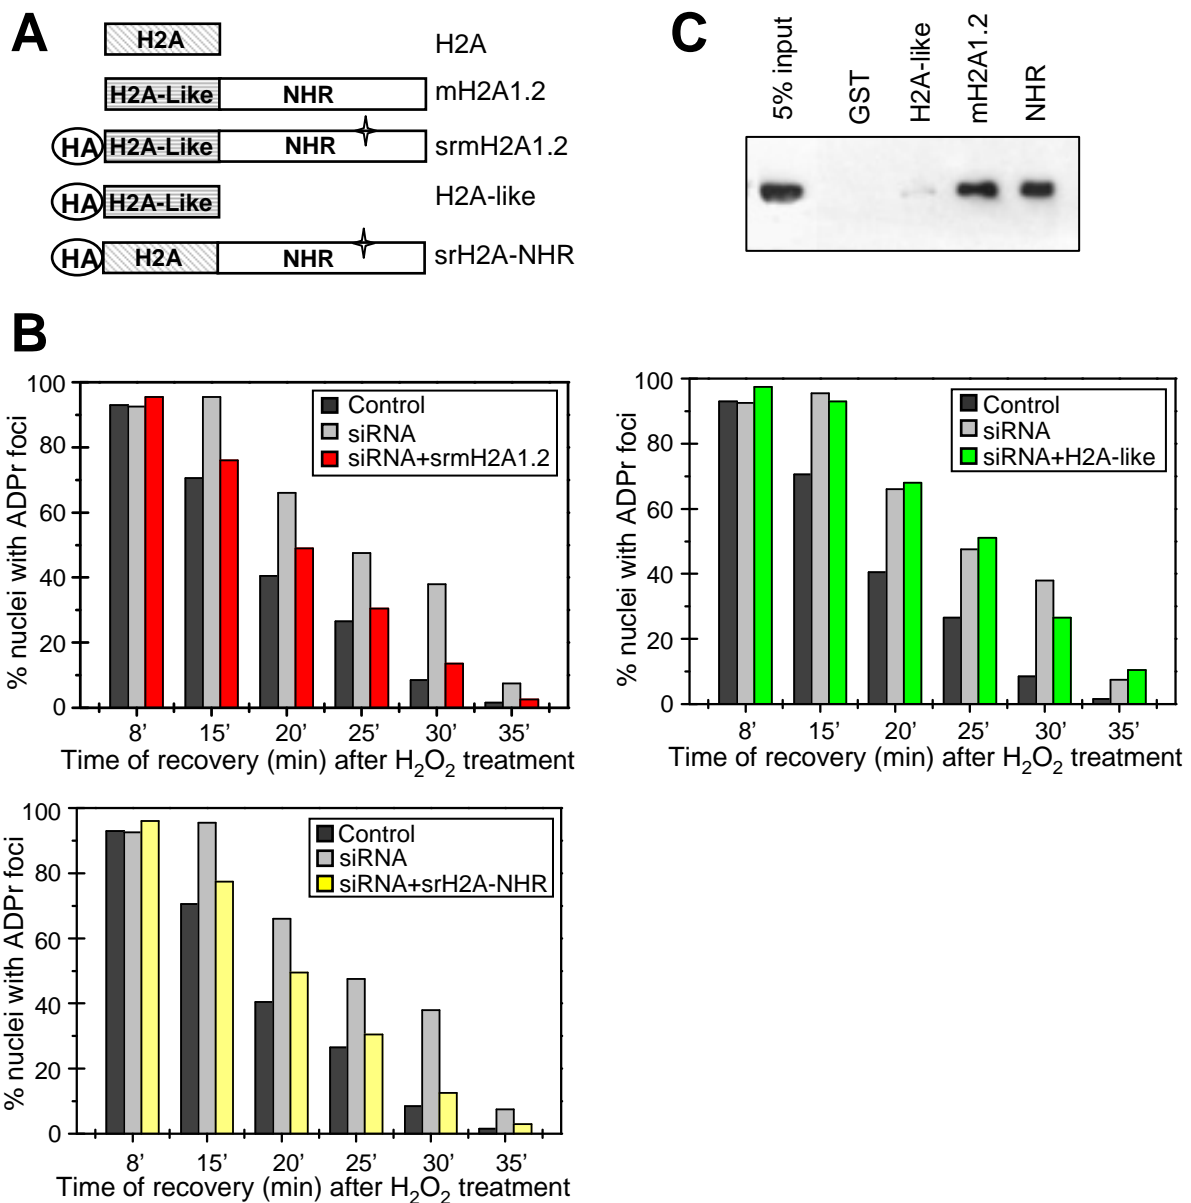 A
H2A
H2A
H2A-Like NHR
mH2A1.2
HA H2A-Like NHR
srmH2A1.2
HA H2A-Like
H2A-like
HA H2A NHR
srH2A-NHR
C
5% input
GST
H2A-like
mH2A1.2
NHR
B
% nuclei with ADPr foci
100
80
60
40
20
0
Control
siRNA
siRNA+srmH2A1.2
8’ 15’ 20’ 25’ 30’ 35’
Time of recovery (min) after H₂O₂ treatment
% nuclei with ADPr foci
100
80
60
40
20
0
Control
siRNA
siRNA+H2A-like
8’ 15’ 20’ 25’ 30’ 35’
Time of recovery (min) after H₂O₂ treatment
% nuclei with ADPr foci
100
80
60
40
20
0
Control
siRNA
siRNA+srH2A-NHR
8’ 15’ 20’ 25’ 30’ 35’
Time of recovery (min) after H₂O₂ treatment